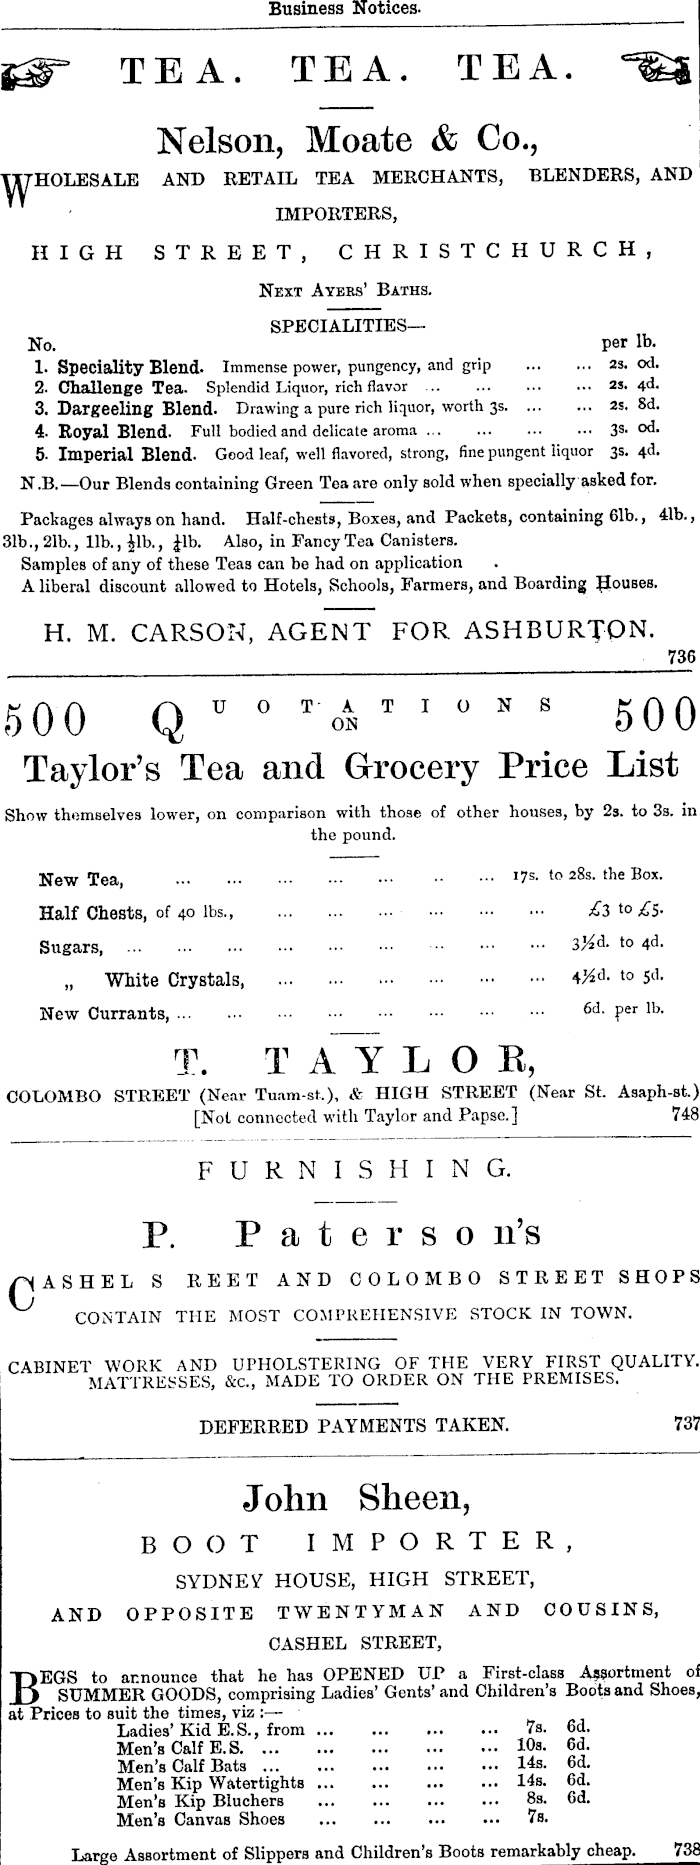 Business Notices.
TEA. TEA. TEA.
Nelson, Moate & Co.,
WHOLESALE AND RETAIL TEA MERCHANTS, BLENDERS, AND
IMPORTERS,
HIGH STREET, CHRISTCHURCH,
NEXT AYERS' BATHS.
SPECIALITIES—
No. per lb.
1. Speciality Blend. Immense power, pungency, and grip ... ... 2s. 0d.
2. Challenge Tea. Splendid Liquor, rich flavor ... ... ... ... 2s. 4d.
3. Dargeeling Blend. Drawing a pure rich liquor, worth 3s. ... ... 2s. 8d.
4. Royal Blend. Full bodied and delicate aroma ... ... ... ... 3s. 0d.
5. Imperial Blend. Good leaf, well flavored, strong, fine pungent liquor 3s. 4d.
N.B.—Our Blends containing Green Tea are only sold when specially asked for.
Packages always on hand. Half-chests, Boxes, and Packets, containing 6lb., 4lb.,
3lb., 2lb., 1lb., ½lb., ¼lb. Also, in Fancy Tea Canisters.
Samples of any of these Teas can be had on application .
A liberal discount allowed to Hotels, Schools, Farmers, and Boarding Houses.
H. M. CARSON, AGENT FOR ASHBURTON.
736
500 QUOTATIONS 500
ON
Taylor's Tea and Grocery Price List
Show themselves lower, on comparison with those of other houses, by 2s. to 3s. in
the pound.
New Tea, ... ... ... ... ... .. ... 17s. to 28s. the Box.
Half Chests, of 40 lbs., ... ... ... ... ... ... £3 to £5.
Sugars, ... ... ... ... ... ... ... ... ... 3½d. to 4d.
„ White Crystals, ... ... ... ... ... ... 4½d. to 5d.
New Currants, ... ... ... ... ... ... ... ... 6d. per lb.
T. TAYLOR,
COLOMBO STREET (Near Tuam-st.), & HIGH STREET (Near St. Asaph-st.)
[Not connected with Taylor and Papse.] 748
FURNISHING.
P. Paterson's
CASHEL S REET AND COLOMBO STREET SHOPS
CONTAIN THE MOST COMPREHENSIVE STOCK IN TOWN.
CABINET WORK AND UPHOLSTERING OF THE VERY FIRST QUALITY.
MATTRESSES, &c., MADE TO ORDER ON THE PREMISES.
DEFERRED PAYMENTS TAKEN. 737
John Sheen,
BOOT IMPORTER,
SYDNEY HOUSE, HIGH STREET,
AND OPPOSITE TWENTYMAN AND COUSINS,
CASHEL STREET,
BEGS to announce that he has OPENED UP a First-class Assortment of
SUMMER GOODS, comprising Ladies' Gents' and Children's Boots and Shoes,
at Prices to suit the times, viz :—
Ladies' Kid E.S., from ... ... ... ... 7s. 6d.
Men's Calf E.S. ... ... ... ... ... 10s. 6d.
Men's Calf Bats ... ... ... ... ... 14s. 6d.
Men's Kip Watertights ... ... ... ... 14s. 6d.
Men's Kip Bluchers ... ... ... ... 8s. 6d.
Men's Canvas Shoes ... ... ... ... 7s.
Large Assortment of Slippers and Children's Boots remarkably cheap. 738